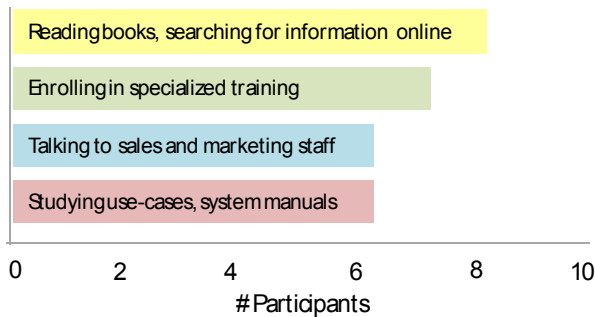 Reading books, searching for information online
Enrolling in specialized training
Talking to sales and marketing staff
Studying use-cases, system manuals
0 2 4 6 8 10
# Participants